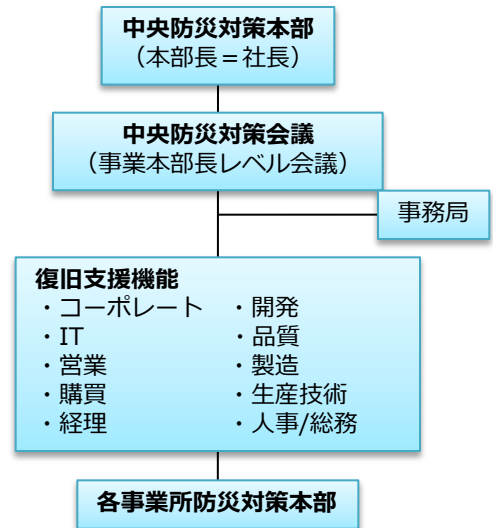 中央防災対策本部
（本部長＝社長）
中央防災対策会議
（事業本部長レベル会議）
事務局
復旧支援機能
・コーポレート ・開発
・IT ・品質
・営業 ・製造
・購買 ・生産技術
・経理 ・人事/総務
各事業所防災対策本部